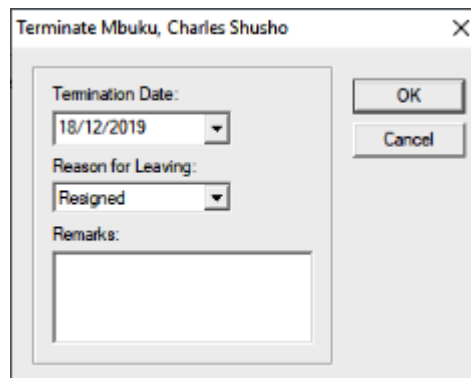 Terminate Mbuku, Charles Shusho
Termination Date:
18/12/2019
Reason for Leaving:
Resigned
Remarks:
OK
Cancel